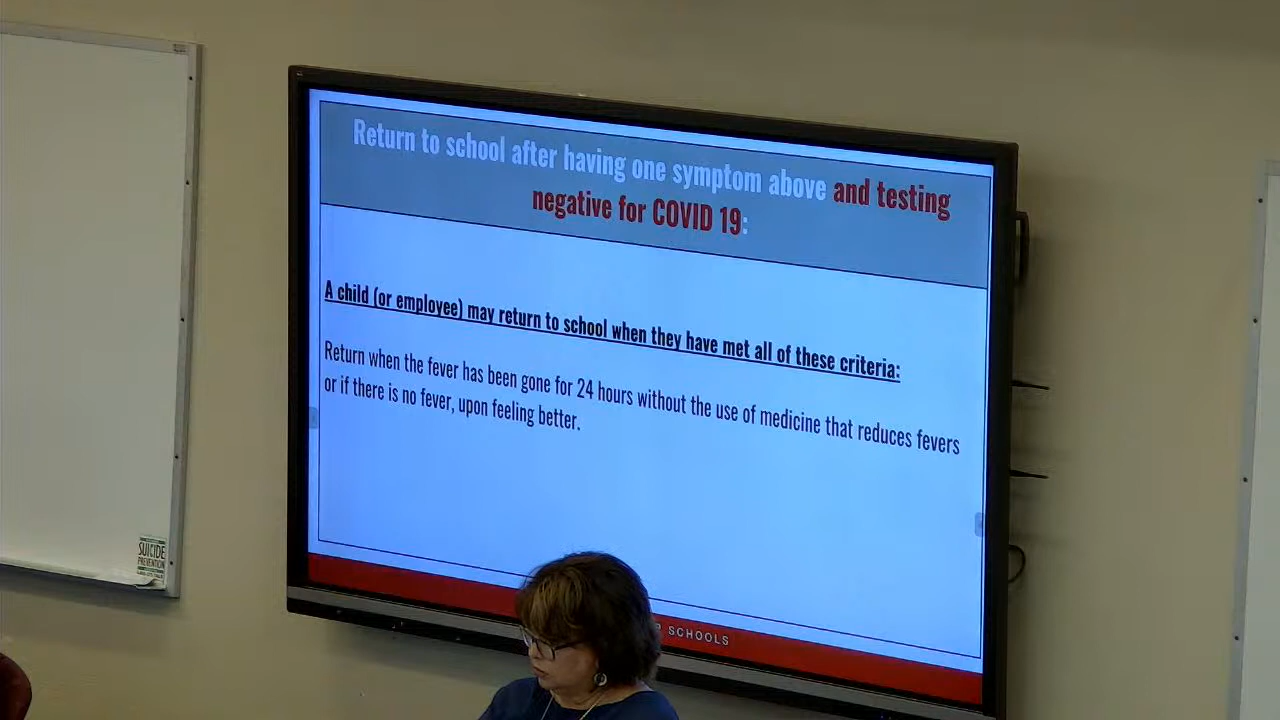 Return to school after having one symptom above and testing
negative for COVID 19:
A child (or employee) may return to school when they have met all of these criteria:
Return when the fever has been gone for 24 hours without the use of medicine that reduces fevers
or if there is no fever, upon feeling better.
SCHOOLS
SUICIDE
PREVENTION